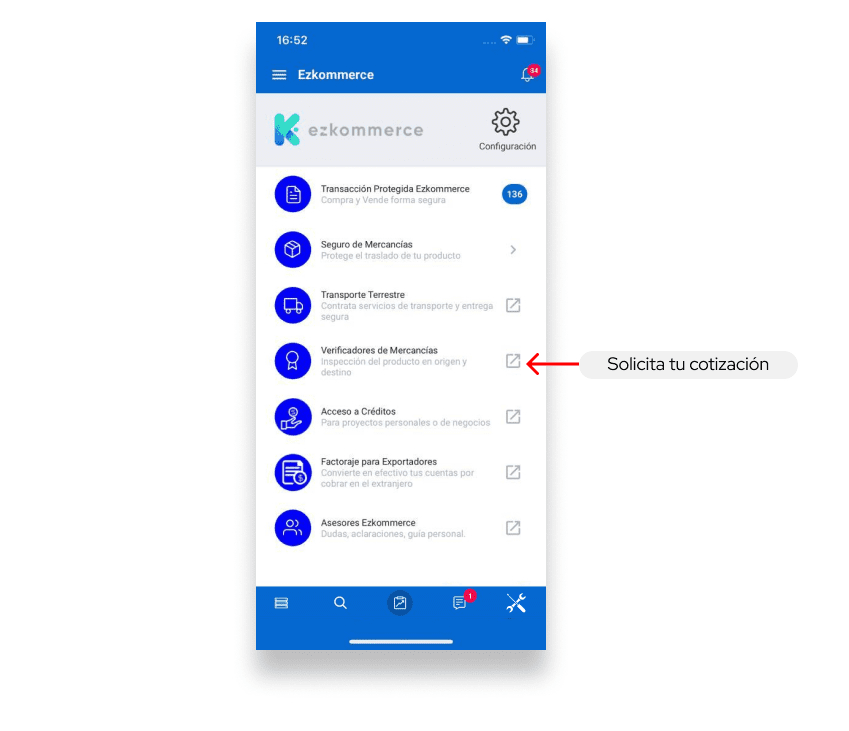 16:52
Ezkommerce
34
ezkommerce
Configuración
Transacción Protegida Ezkommerce
Compra y Vende forma segura
136
Seguro de Mercancías
Protege el traslado de tu producto
Transporte Terrestre
Contrata servicios de transporte y entrega
segura
Verificadores de Mercancías
Inspección del producto en origen y
destino
Solicita tu cotización
Acceso a Créditos
Para proyectos personales o de negocios
Factoraje para Exportadores
Convierte en efectivo tus cuentas por
cobrar en el extranjero
Asesores Ezkommerce
Dudas, aclaraciones, guia personal.
1